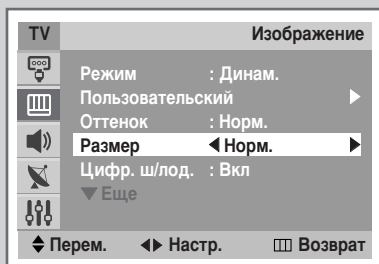 TV Изображение
Режим : Динам.
Пользовательский
Оттенок : Норм.
Размер Норм.
Цифр. ш/под. : Вкл
Еще
Перем. Настр. Возврат